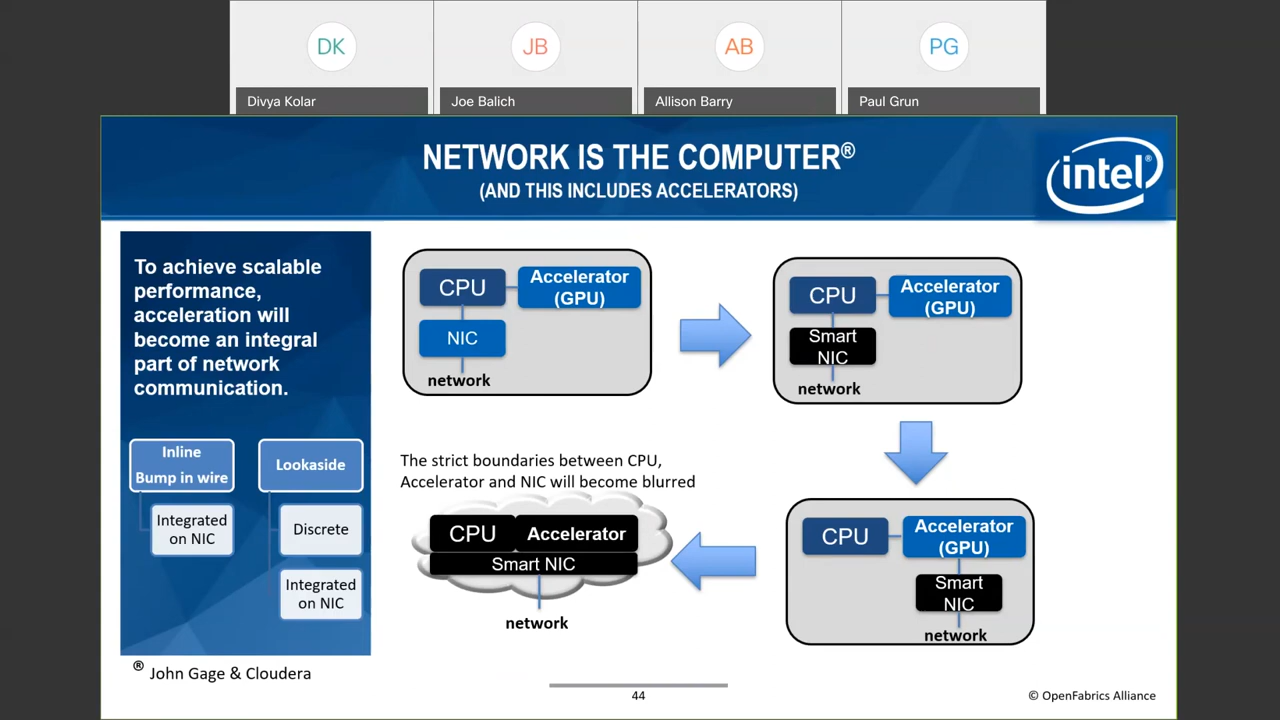 DK
JB
AB
PG
Divya Kolar
Joe Balich
Allison Barry
Paul Grun
NETWORK IS THE COMPUTER®
(AND THIS INCLUDES ACCELERATORS)
intel®
To achieve scalable
performance,
acceleration will
become an integral
part of network
communication.
Inline
Bump in wire
Integrated
on NIC
Lookaside
Discrete
Integrated
on NIC
CPU
Accelerator
(GPU)
NIC
network
CPU
Accelerator
(GPU)
Smart
NIC
network
CPU
Accelerator
(GPU)
Smart
NIC
network
The strict boundaries between CPU,
Accelerator and NIC will become blurred
CPU
Accelerator
Smart NIC
network
® John Gage & Cloudera
44
© OpenFabrics Alliance